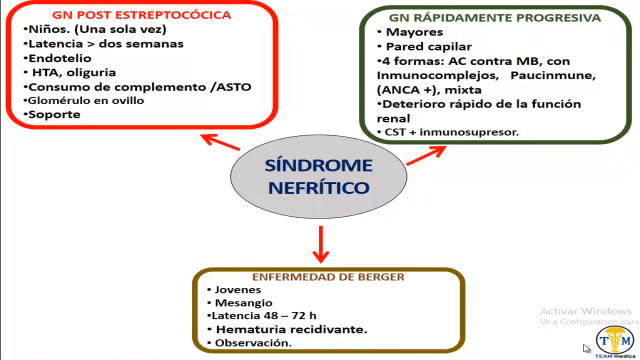 GN POST ESTREPTOCÓCICA
•Niños. (Una sola vez)
•Latencia > dos semanas
•Endotelio
• HTA, oliguria
•Consumo de complemento /ASTO
•Glomérulo en ovillo
•Soporte
GN RÁPIDAMENTE PROGRESIVA
• Mayores
• Pared capilar
• 4 formas: AC contra MB, con
Inmunocomplejos, Paucinmune,
(ANCA +), mixta
• Deterioro rápido de la función
renal
• CST + inmunosupresor.
SÍNDROME
NEFRÍTICO
ENFERMEDAD DE BERGER
• Jovenes
• Mesangio
•Latencia 48 – 72 h
• Hematuria recidivante.
• Observación.
Activar Windows
Ve a Configuración para
T M
TEAM medica